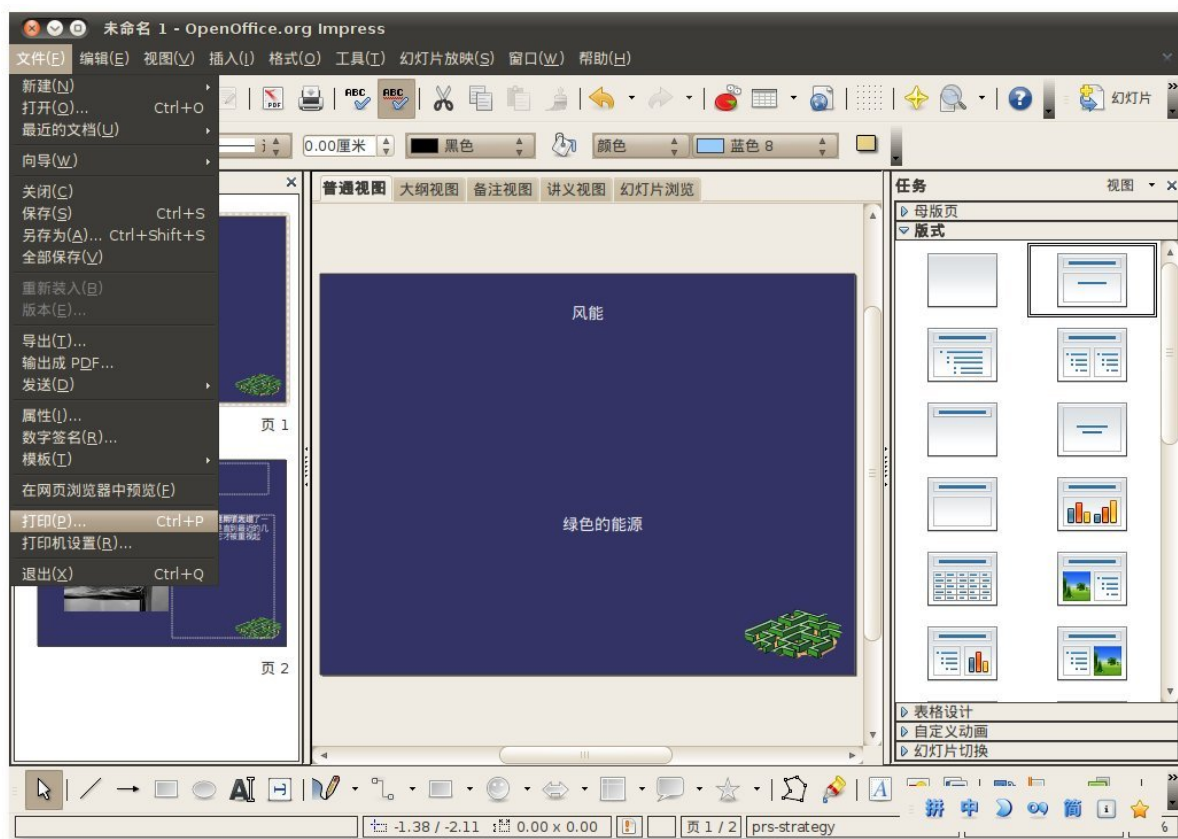 未命名 1 - OpenOffice.org Impress
文件(F) 编辑(E) 视图(V) 插入(I) 格式(O) 工具(T) 幻灯片放映(S) 窗口(W) 帮助(H)
新建(N)
打开(O)... Ctrl+O
最近的文档(U)
向导(W)
关闭(C)
保存(S) Ctrl+S
另存为(A)... Ctrl+Shift+S
全部保存(V)
重新装入(B)
版本(E)...
导出(T)...
输出成 PDF...
发送(D)
属性(I)...
数字签名(R)...
模板(T)
在网页浏览器中预览(F)
打印(P)... Ctrl+P
打印机设置(R)...
退出(X) Ctrl+Q
PDF ABC ABC 幻灯片
0.00厘米 黑色 颜色 蓝色 8
页 1
页 2
普通视图 大纲视图 备注视图 讲义视图 幻灯片浏览
风能
绿色的能源
任务 视图
母版页
版式
表格设计
自定义动画
幻灯片切换
拼 中 简
-1.38 / -2.11 0.00 x 0.00 页 1 / 2 prs-strategy